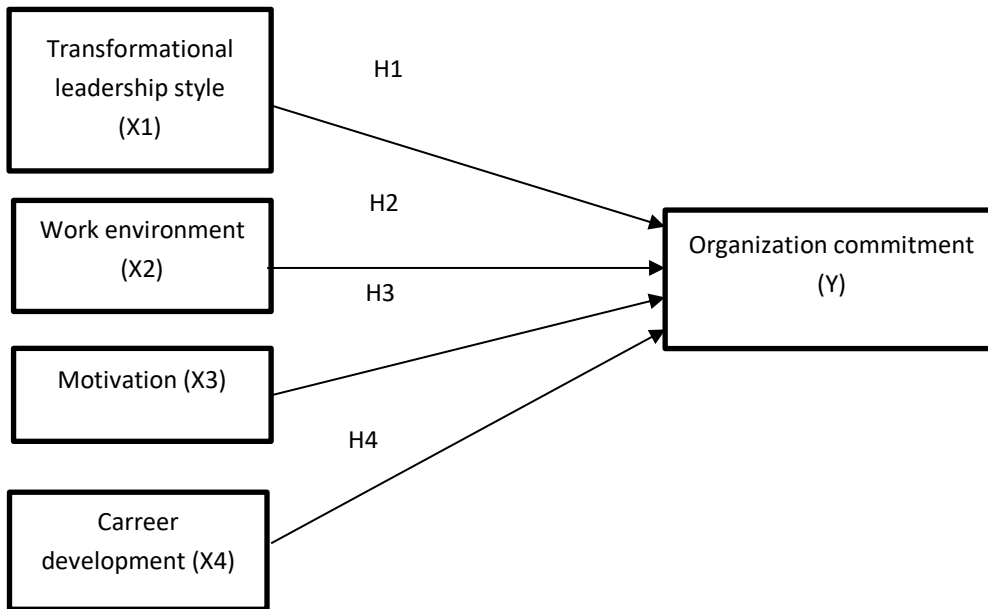 Transformational
leadership style
(X1)
H1
Work environment
(X2)
H2
Organization commitment
(Y)
H3
Motivation (X3)
H4
Carreer
development (X4)